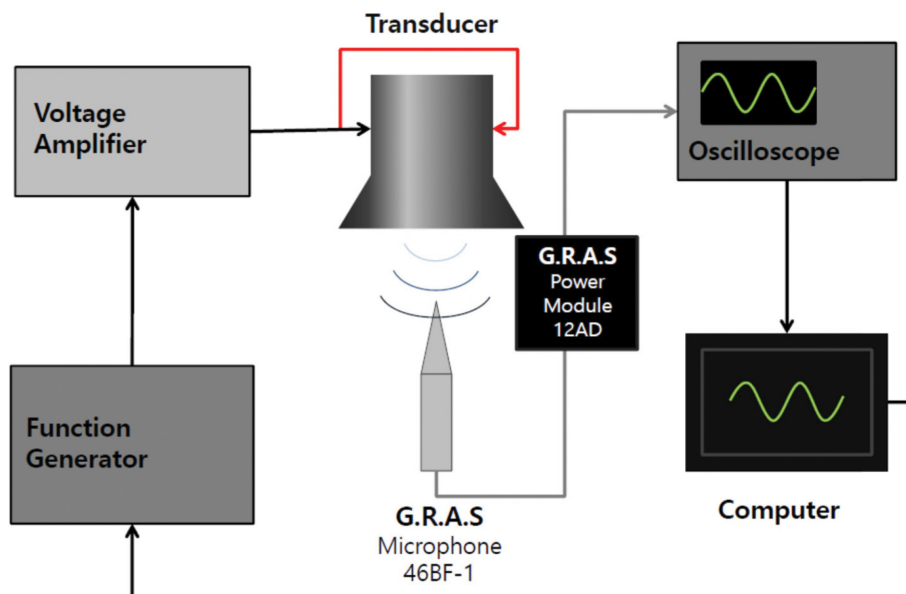 Transducer
Voltage
Amplifier
Oscilloscope
G.R.A.S
Power
Module
12AD
Function
Generator
G.R.A.S
Microphone
46BF-1
Computer